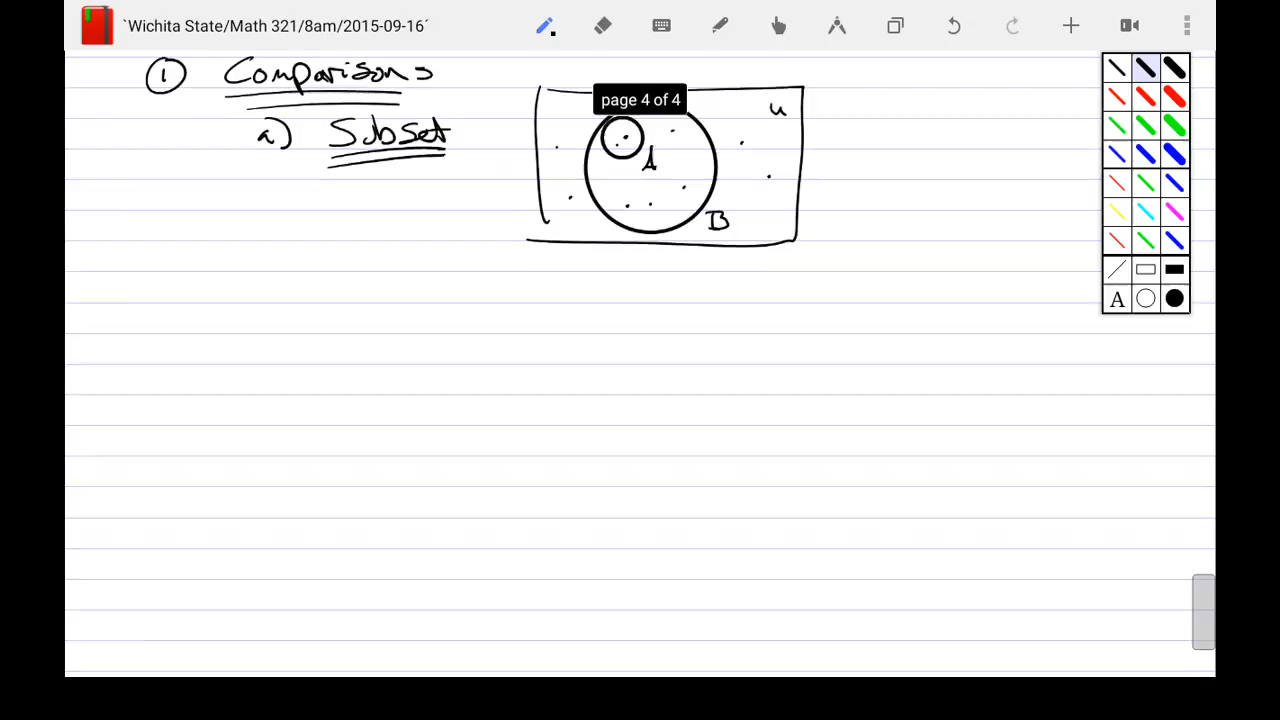 `Wichita State/Math 321/8am/2015-09-16´
① Comparisons
page 4 of 4
U
a) Subset
A
B
A